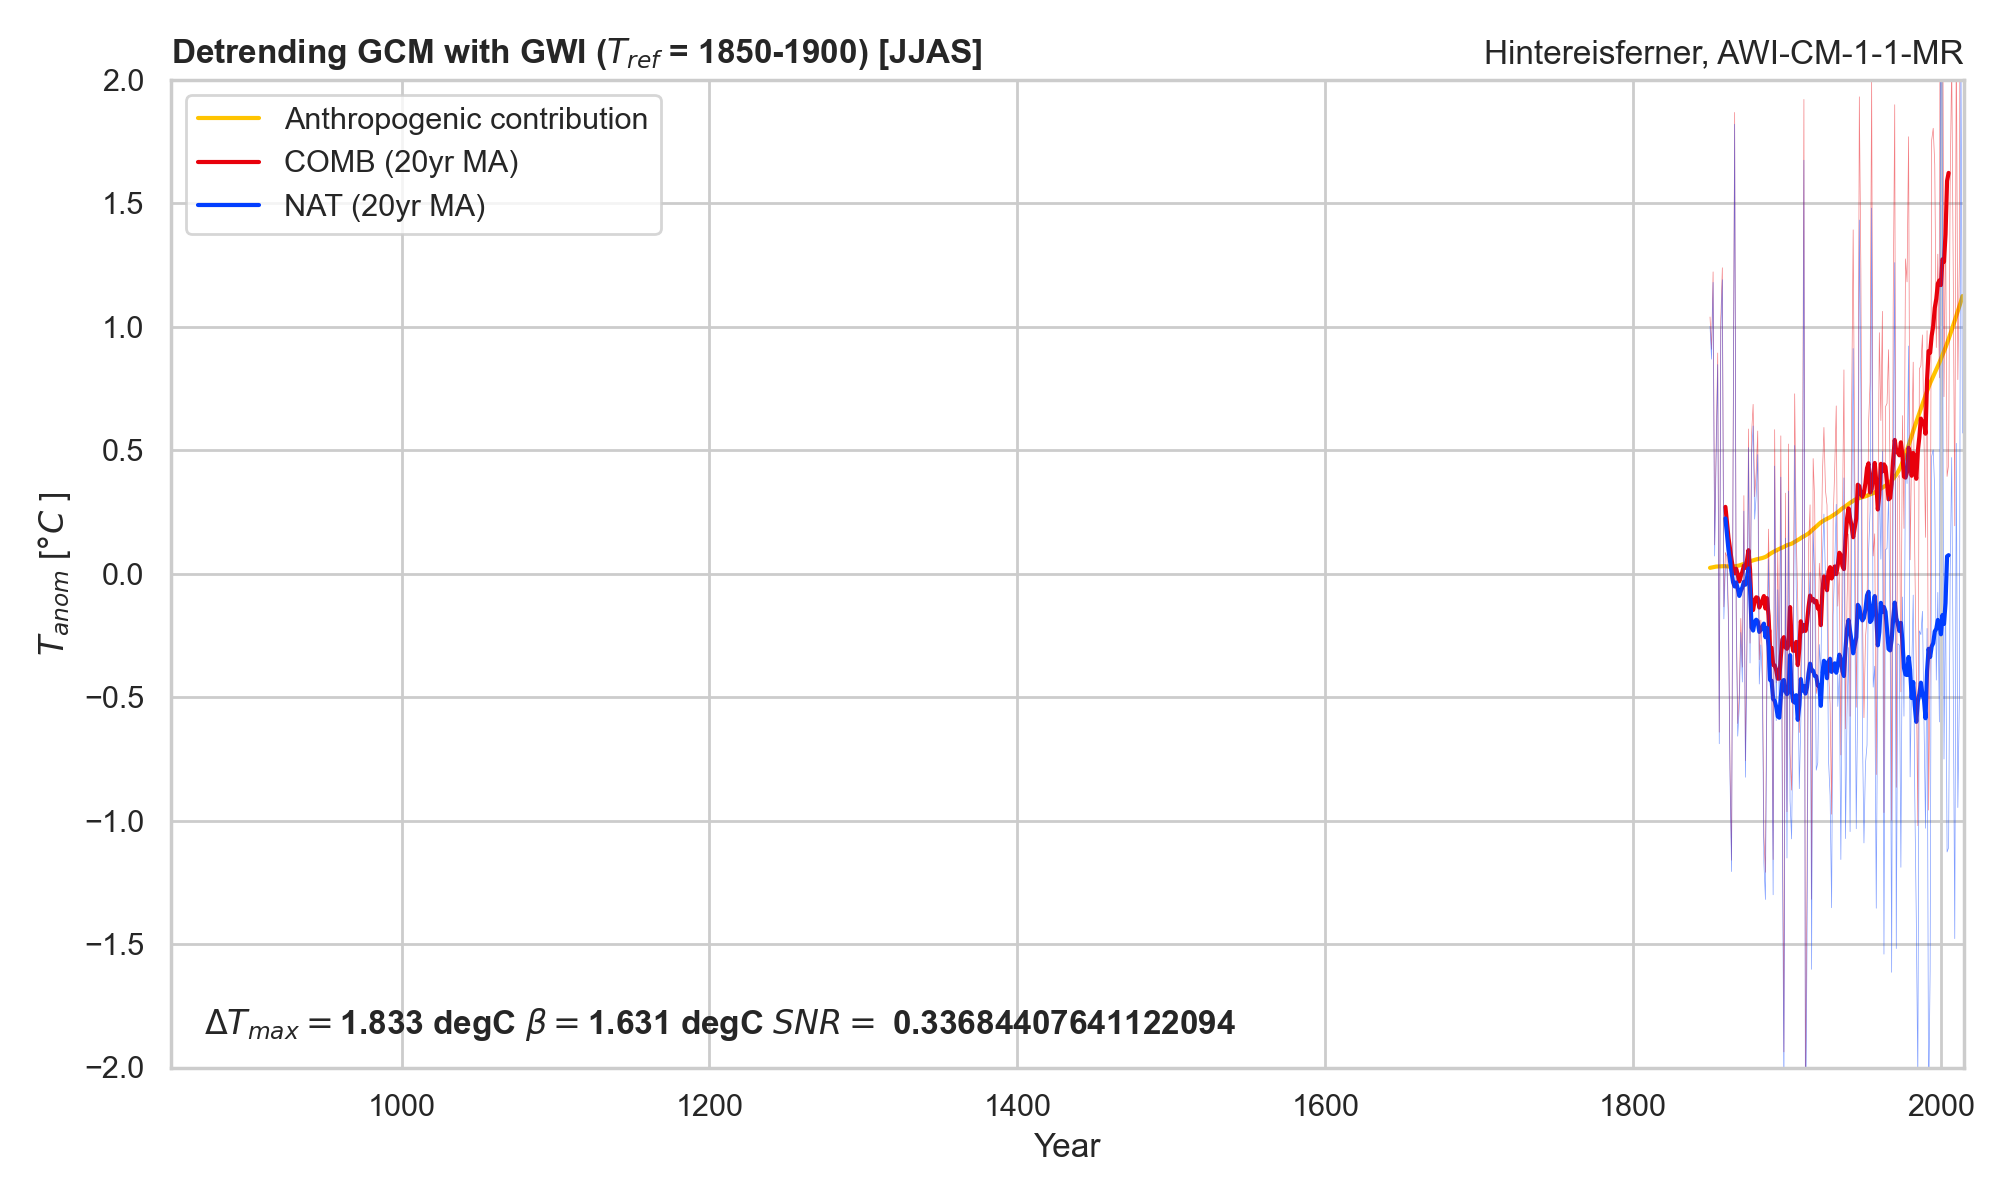 Detrending GCM with GWI (T_ref = 1850-1900) [JJAS]
Hintereisferner, AWI-CM-1-1-MR
2.0
1.5
1.0
0.5
0.0
−0.5
−1.0
−1.5
−2.0
T_anom [°C]
Anthropogenic contribution
COMB (20yr MA)
NAT (20yr MA)
ΔT_max = 1.833 degC β = 1.631 degC SNR = 0.33684407641122094
1000
1200
1400
1600
1800
2000
Year